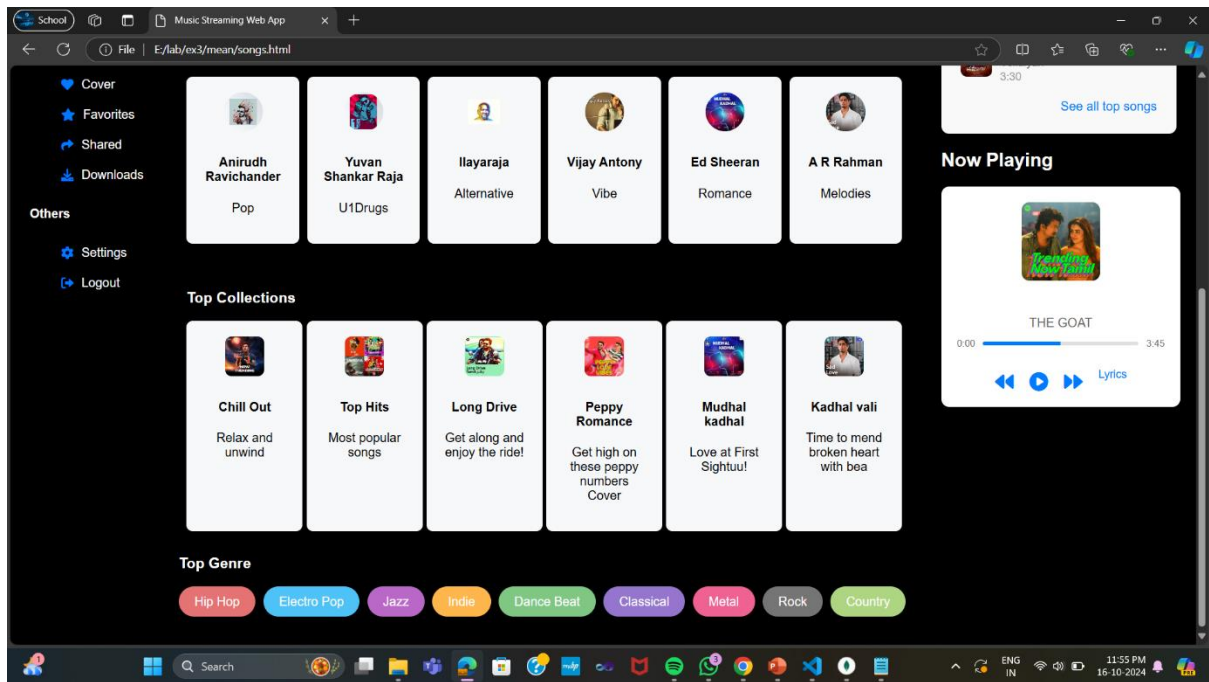 School
Music Streaming Web App
File
E:/lab/ex3/mean/songs.html
Cover
Favorites
Shared
Downloads
Others
Settings
Logout
Anirudh
Ravichander
Pop
Yuvan
Shankar Raja
U1Drugs
Ilayaraja
Alternative
Vijay Antony
Vibe
Ed Sheeran
Romance
A R Rahman
Melodies
Top Collections
Chill Out
Relax and
unwind
Top Hits
Most popular
songs
Long Drive
Get along and
enjoy the ride!
Peppy
Romance
Get high on
these peppy
numbers
Cover
MUDHAL
KADHAL
Mudhal
kadhal
Love at First
Sightuu!
Sad
Love
Kadhal vali
Time to mend
broken heart
with bea
Top Genre
Hip Hop
Electro Pop
Jazz
Indie
Dance Beat
Classical
Metal
Rock
Country
3:30
See all top songs
Now Playing
Trending
Now Tamil
THE GOAT
0:00
3:45
Lyrics
Search
3
ENG
IN
11:55 PM
16-10-2024